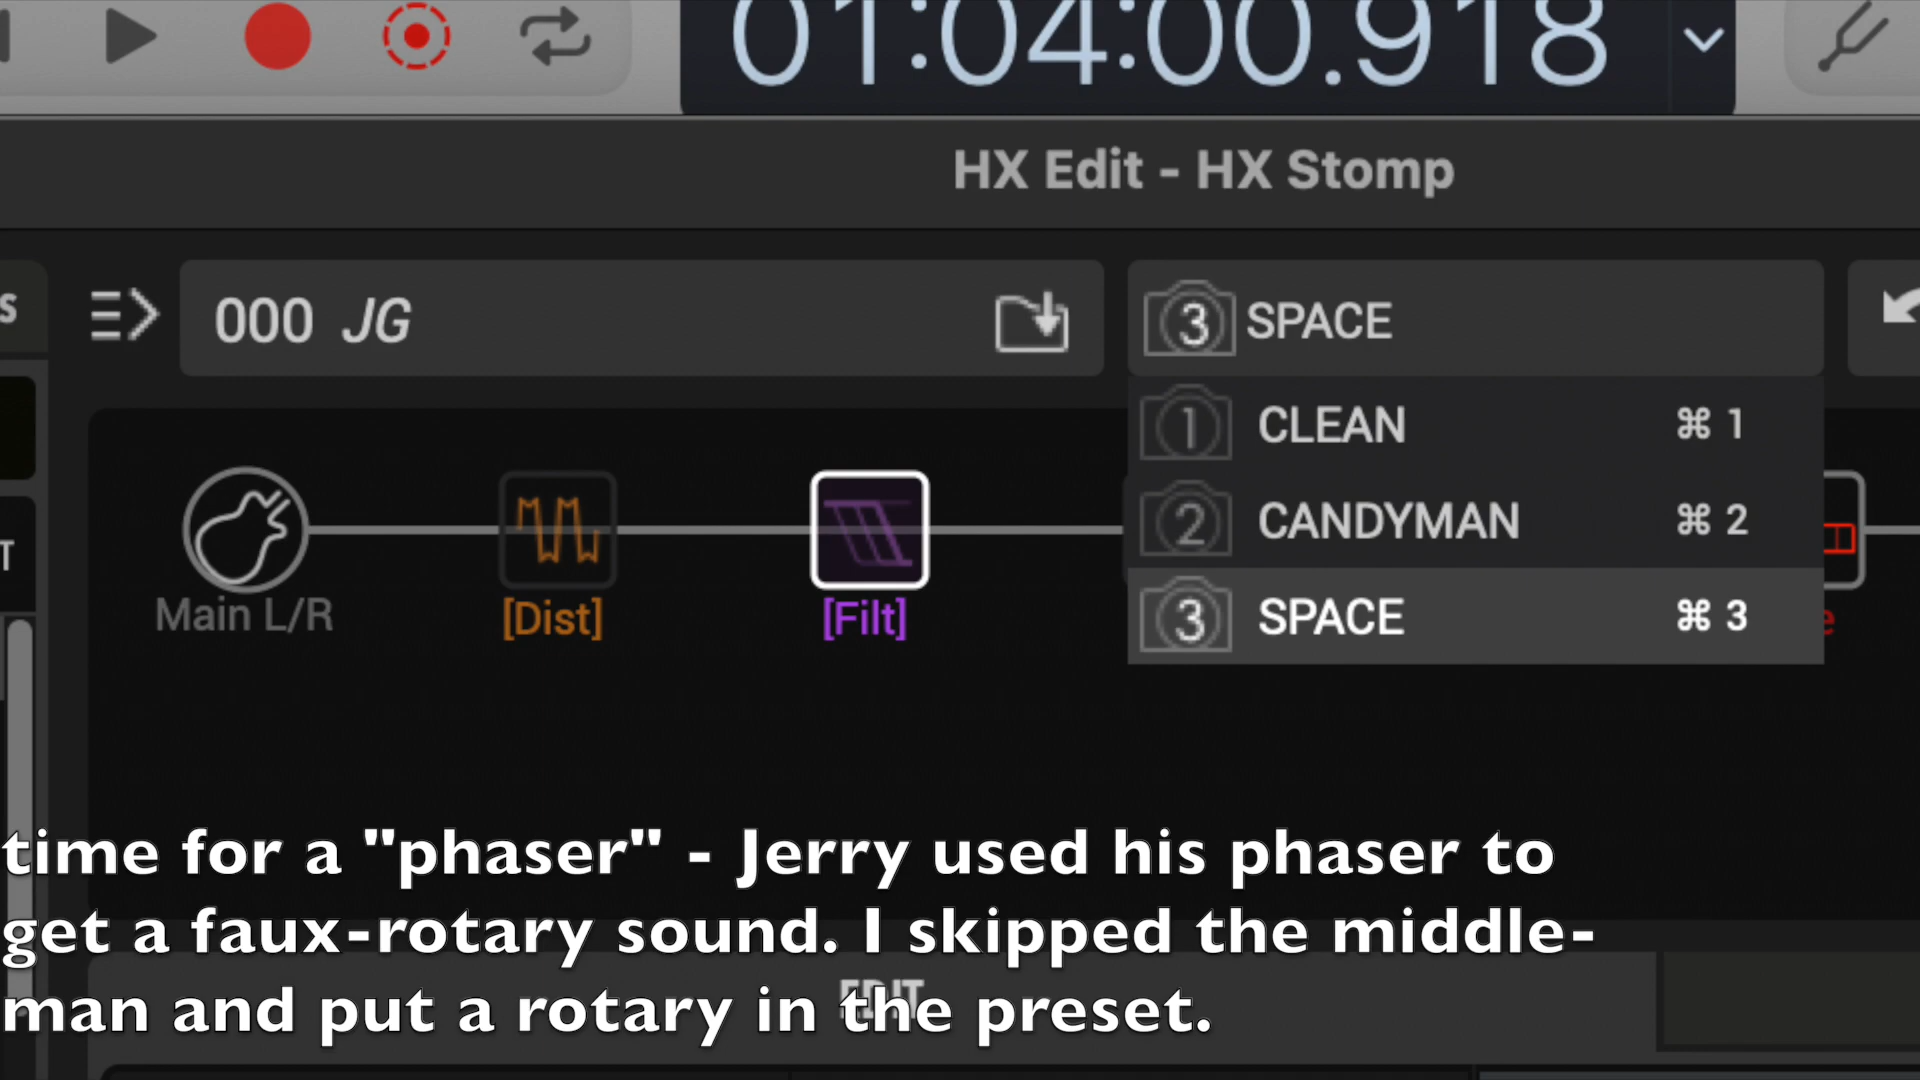 01:04:00.918
HX Edit - HX Stomp
S
000 JG
3 SPACE
1 CLEAN ⌘ 1
2 CANDYMAN ⌘ 2
3 SPACE ⌘ 3
T
Main L/R
[Dist]
[Filt]
e
time for a "phaser" - Jerry used his phaser to
get a faux-rotary sound. I skipped the middle-
man and put a rotary in the preset.
EDIT